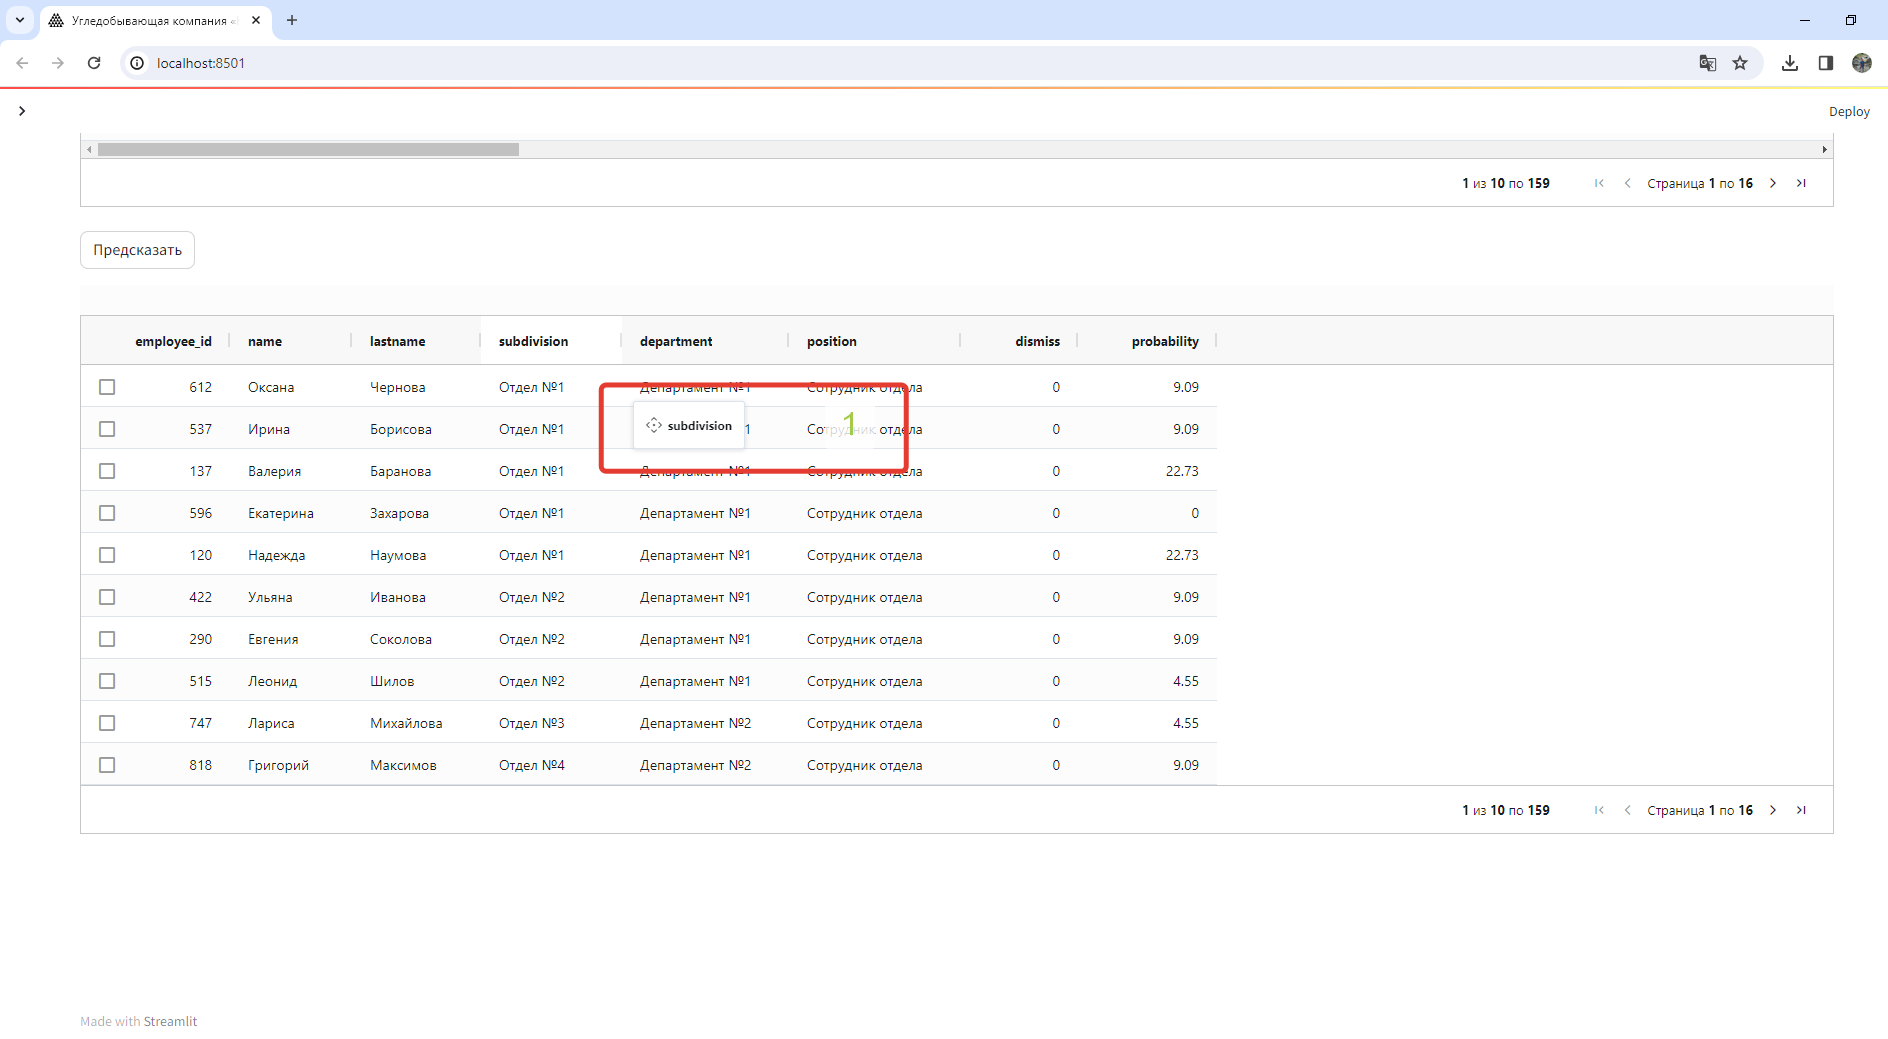 Угледобывающая компания «
localhost:8501
Deploy
1 из 10 по 159 Страница 1 по 16
Предсказать
employee_id name lastname subdivision department position dismiss probability
612 Оксана Чернова Отдел №1 Департамент №1 Сотрудник отдела 0 9.09
537 Ирина Борисова Отдел №1 subdivision 1 Сотрудник отдела 0 9.09
1
137 Валерия Баранова Отдел №1 Департамент №1 Сотрудник отдела 0 22.73
596 Екатерина Захарова Отдел №1 Департамент №1 Сотрудник отдела 0 0
120 Надежда Наумова Отдел №1 Департамент №1 Сотрудник отдела 0 22.73
422 Ульяна Иванова Отдел №2 Департамент №1 Сотрудник отдела 0 9.09
290 Евгения Соколова Отдел №2 Департамент №1 Сотрудник отдела 0 9.09
515 Леонид Шилов Отдел №2 Департамент №1 Сотрудник отдела 0 4.55
747 Лариса Михайлова Отдел №3 Департамент №2 Сотрудник отдела 0 4.55
818 Григорий Максимов Отдел №4 Департамент №2 Сотрудник отдела 0 9.09
1 из 10 по 159 Страница 1 по 16
Made with Streamlit